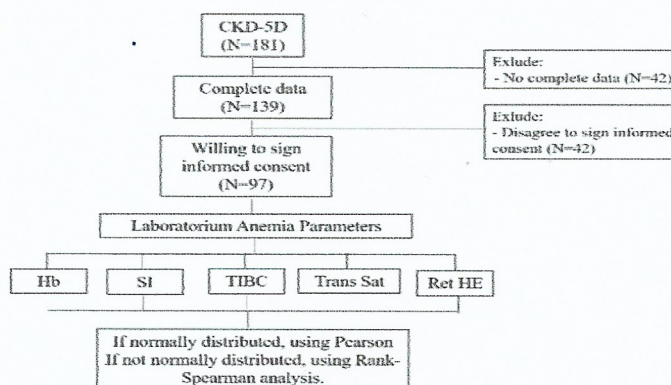 CKD-5D
(N=181)
Exlude:
- No complete data (N=42)
Complete data
(N=139)
Exlude:
- Disagree to sign informed
consent (N=42)
Willing to sign
informed consent
(N=97)
Laboratorium Anemia Parameters
Hb
SI
TIBC
Trans Sat
Ret HE
If normally distributed, using Pearson
If not normally distributed, using Rank-
Spearman analysis.